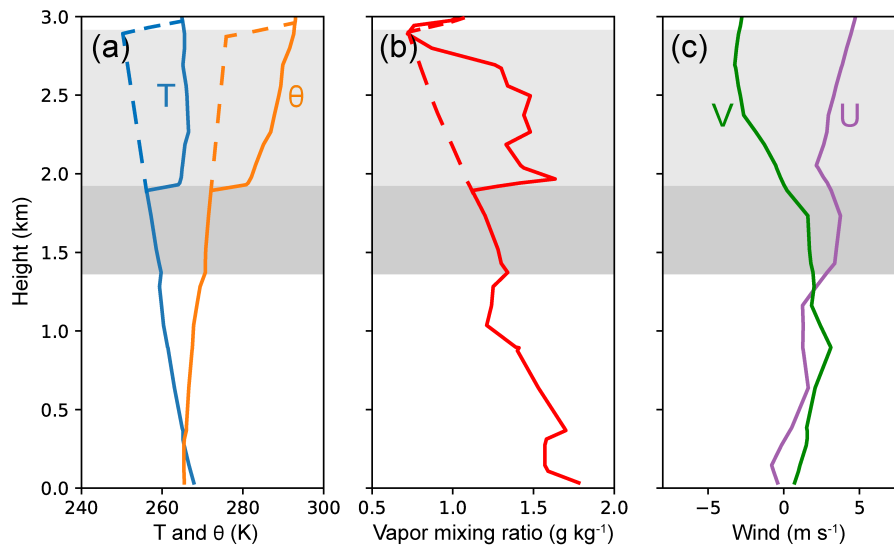 (a)
T
θ
3.0
2.5
2.0
1.5
1.0
0.5
0.0
Height (km)
240
260
280
300
T and θ (K)
(b)
0.5
1.0
1.5
2.0
Vapor mixing ratio (g kg⁻¹)
(c)
V
U
−5
0
5
Wind (m s⁻¹)